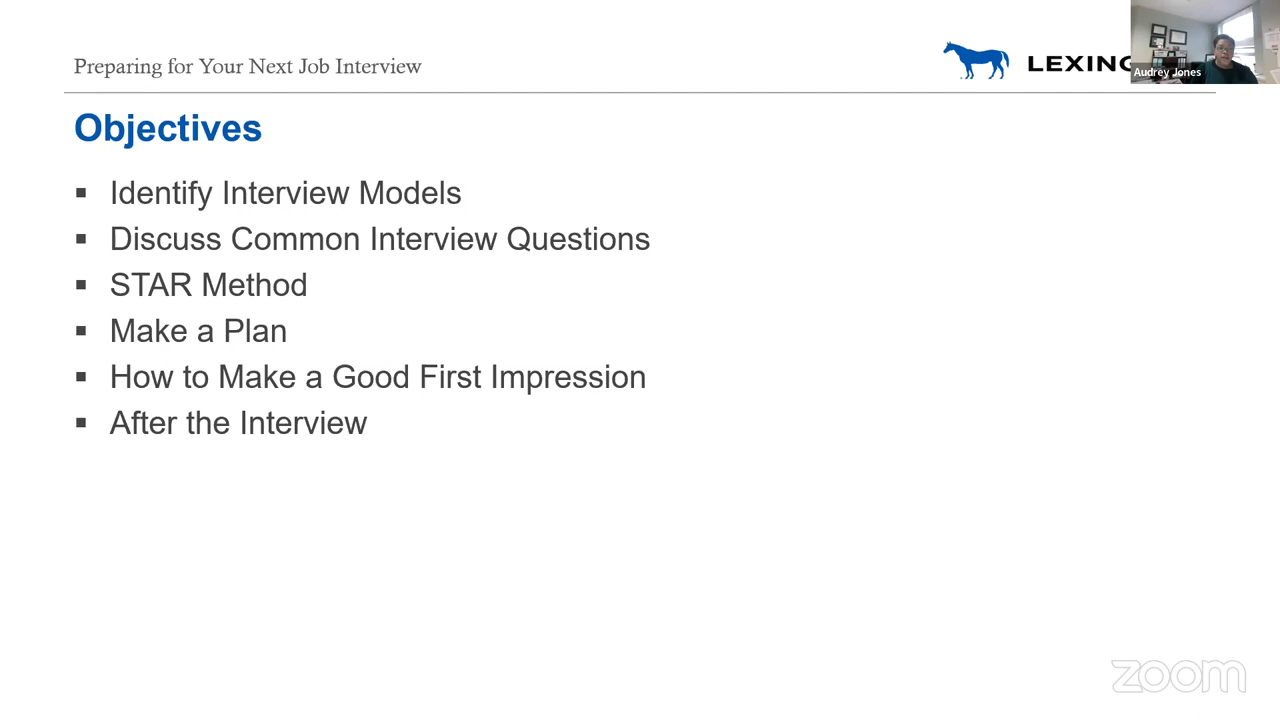 Preparing for Your Next Job Interview
LEXING
Audrey Jones
Objectives
▪ Identify Interview Models
▪ Discuss Common Interview Questions
▪ STAR Method
▪ Make a Plan
▪ How to Make a Good First Impression
▪ After the Interview
zoom